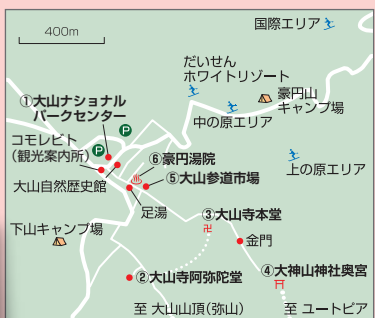 400m
国際エリア
だいせん
ホワイトリゾート
豪円山
キャンプ場
中の原エリア
①大山ナショナル
パークセンター
P
P
コモレビト
(観光案内所)
⑥豪円湯院
上の原エリア
⑤大山参道市場
大山自然歴史館
足湯
③大山寺本堂
下山キャンプ場
金門
④大神山神社奥宮
②大山寺阿弥陀堂
至 大山山頂(弥山)
至 ユートピア